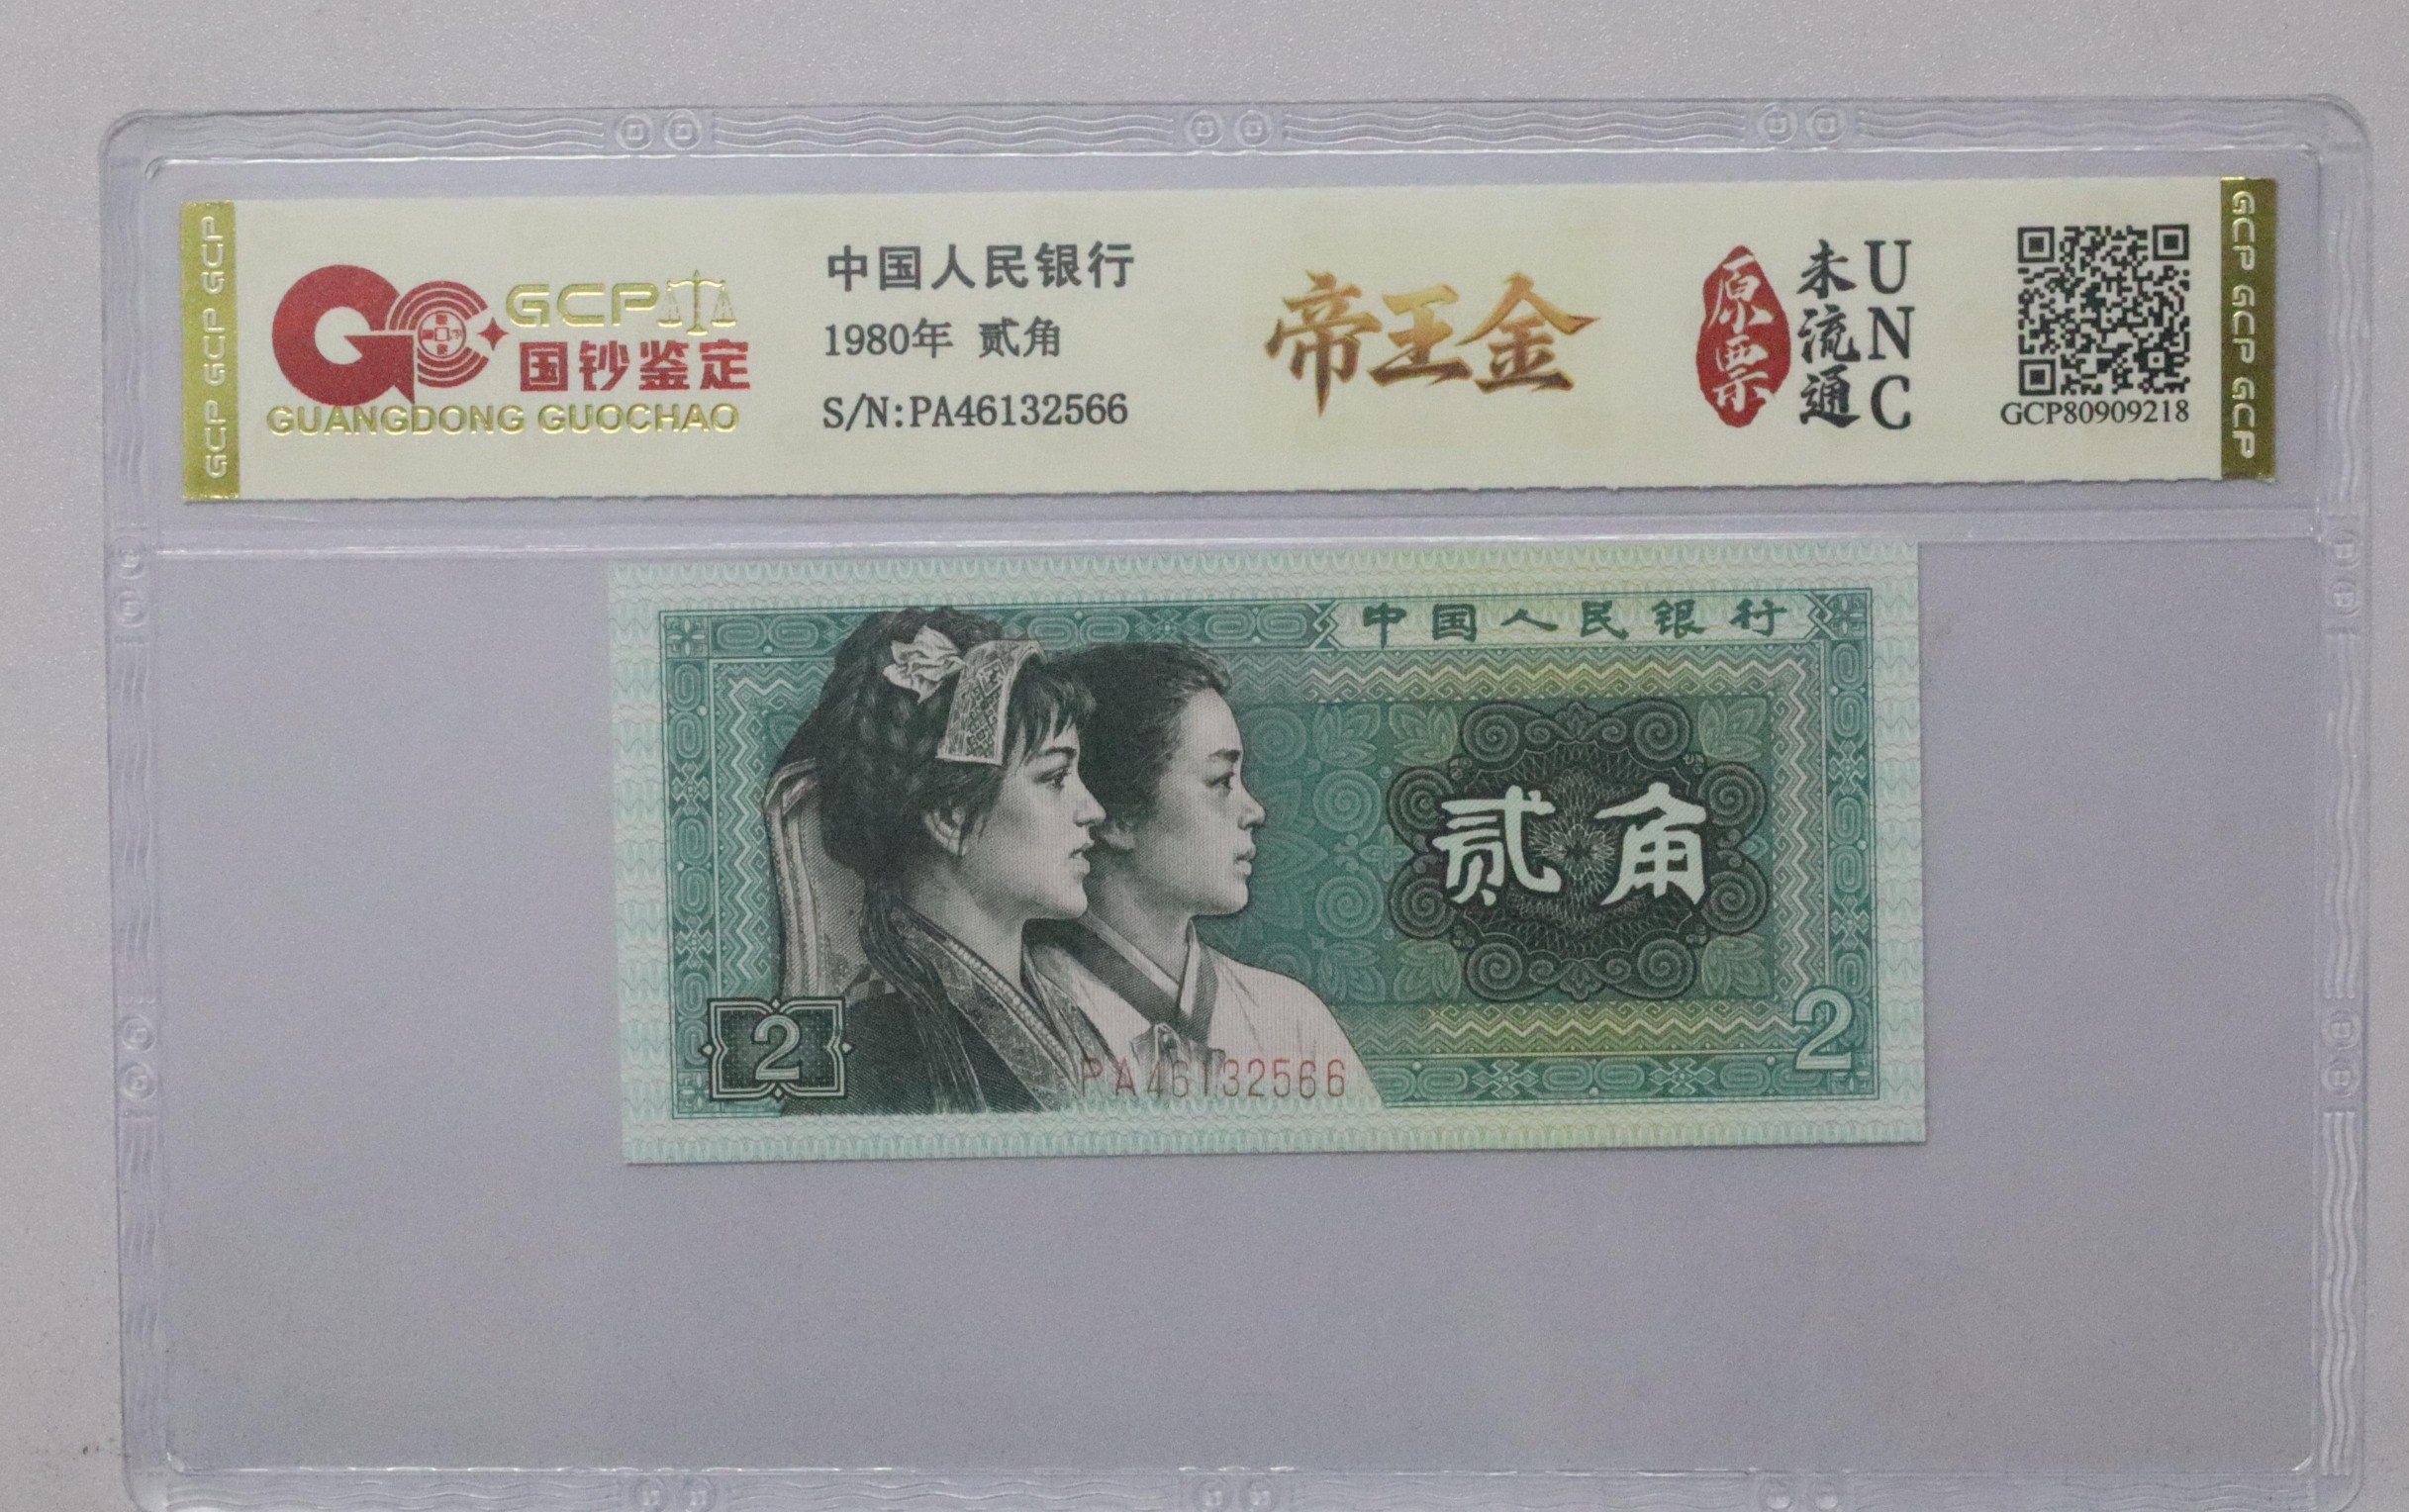 GCP GCP GCP
GCP
国钞鉴定
GUANGDONG GUOCHAO
中国人民银行
1980年 贰角
S/N:PA46132566
帝王金
原票
未流通
UNC
GCP80909218
GCP GCP GCP
中国人民银行
贰角
2
2
PA46132566